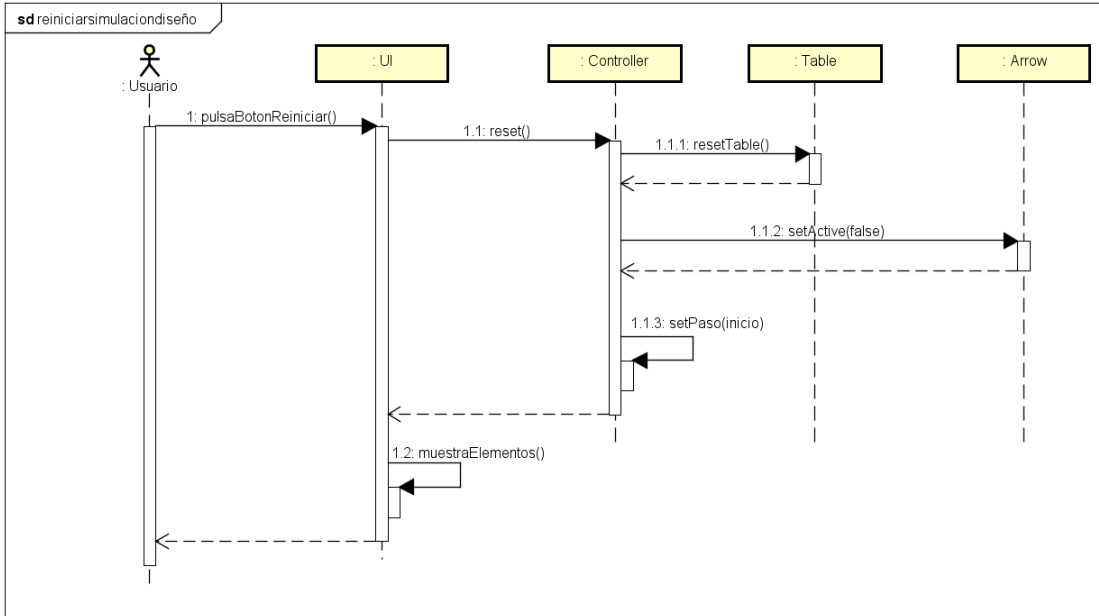 sd reiniciarsimulaciondiseño
: Usuario
: UI
: Controller
: Table
: Arrow
1: pulsaBotonReiniciar()
1.1: reset()
1.1.1: resetTable()
1.1.2: setActive(false)
1.1.3: setPaso(inicio)
1.2: muestraElementos()